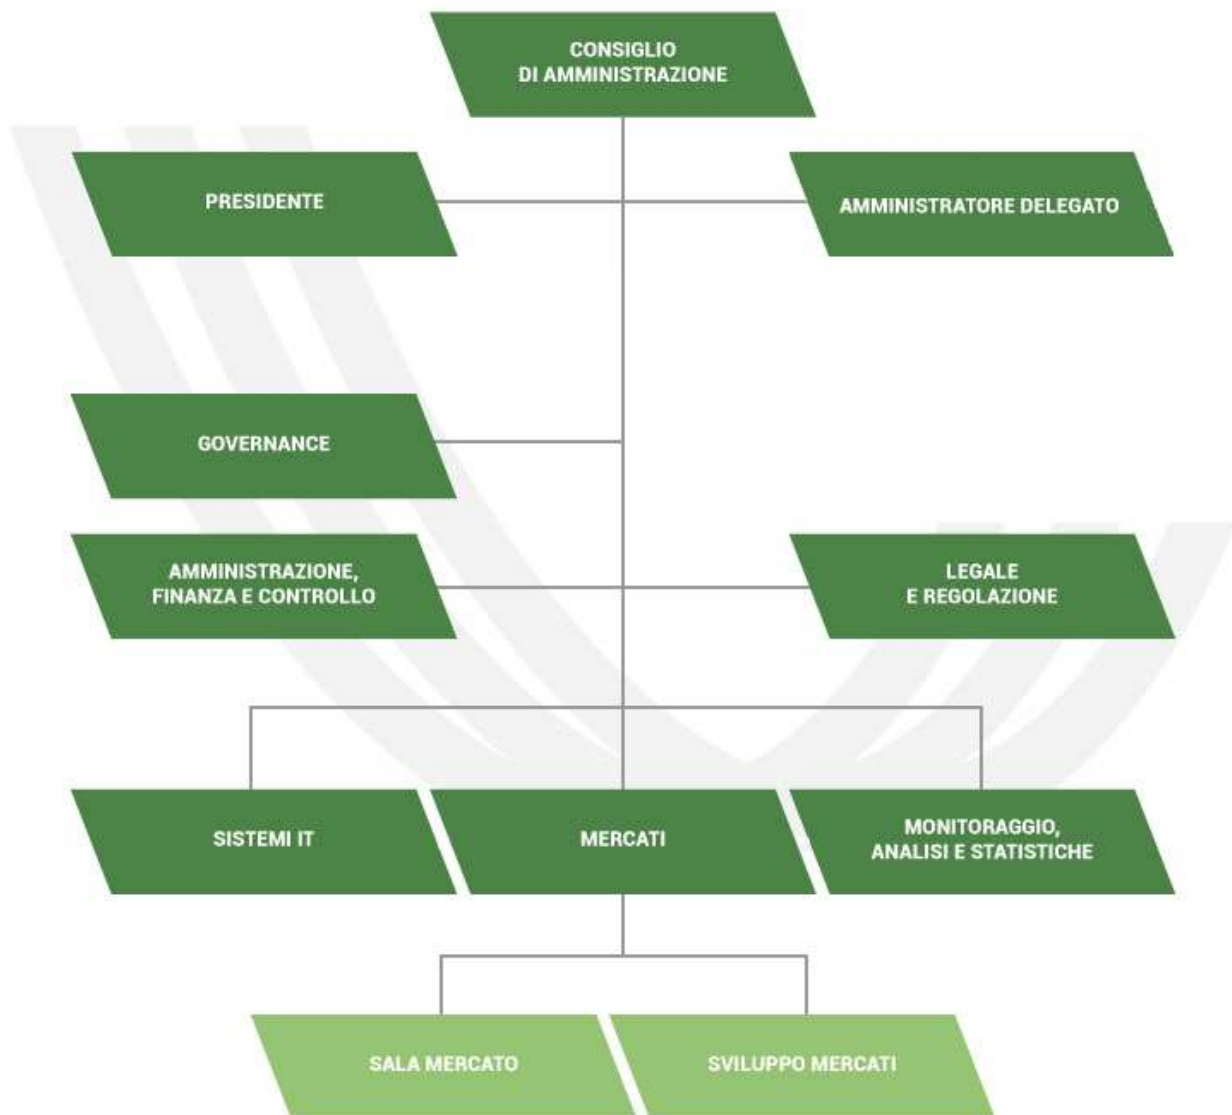 CONSIGLIO
DI AMMINISTRAZIONE
PRESIDENTE
AMMINISTRATORE DELEGATO
GOVERNANCE
AMMINISTRAZIONE,
FINANZA E CONTROLLO
LEGALE
E REGOLAZIONE
SISTEMI IT
MERCATI
MONITORAGGIO,
ANALISI E STATISTICHE
SALA MERCATO
SVILUPPO MERCATI